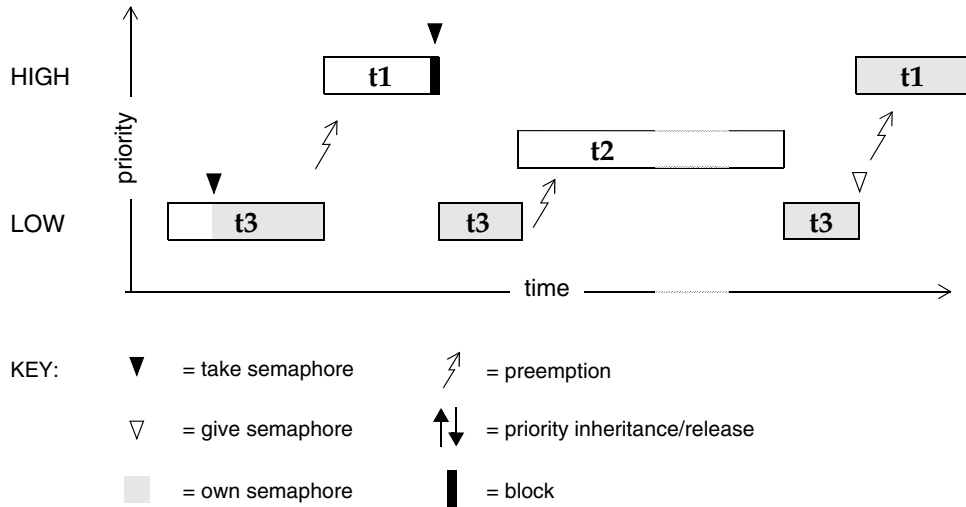 HIGH
t1
t1
priority
t2
LOW
t3
t3
t3
time
KEY:
= take semaphore
= preemption
= give semaphore
= priority inheritance/release
= own semaphore
= block